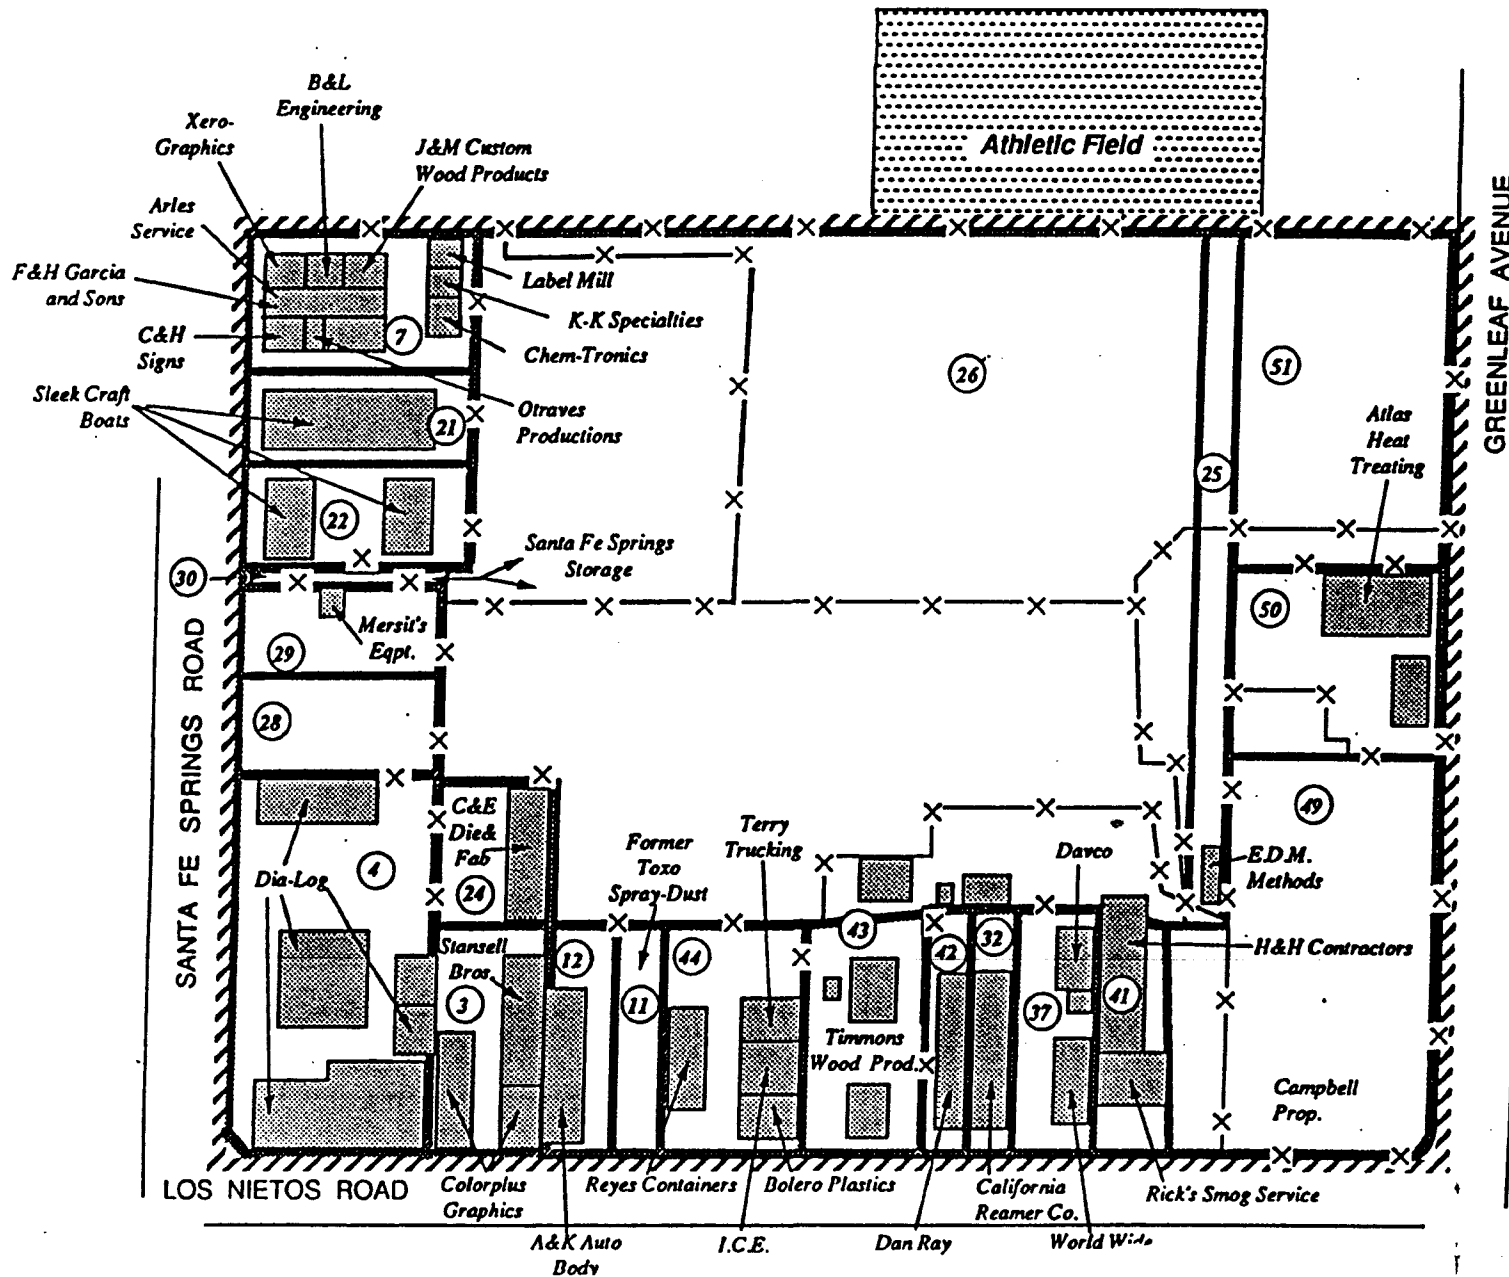 Athletic Field
B&L
Engineering
Xero-
Graphics
J&M Custom
Wood Products
Arles
Service
F&H Garcia
and Sons
C&H
Signs
Label Mill
K-K Specialties
Chem-Tronics
7
Sleek Craft
Boats
21
Otraves
Productions
22
26
51
25
Atlas
Heat
Treating
GREENLEAF AVENUE
Santa Fe Springs
Storage
30
Mersit's
Eqpt.
29
50
28
SANTA FE SPRINGS ROAD
C&E
Die&
Fab
24
49
4
Dia-Log
Former
Toxo
Spray-Dust
Terry
Trucking
Davco
E.D.M.
Methods
Stansell
Bros.
3
12
11
44
43
42
32
37
41
H&H Contractors
Timmons
Wood Prod.
Campbell
Prop.
LOS NIETOS ROAD
Colorplus
Graphics
Reyes Containers
Bolero Plastics
California
Reamer Co.
Rick's Smog Service
A&K Auto
Body
I.C.E.
Dan Ray
World Wide